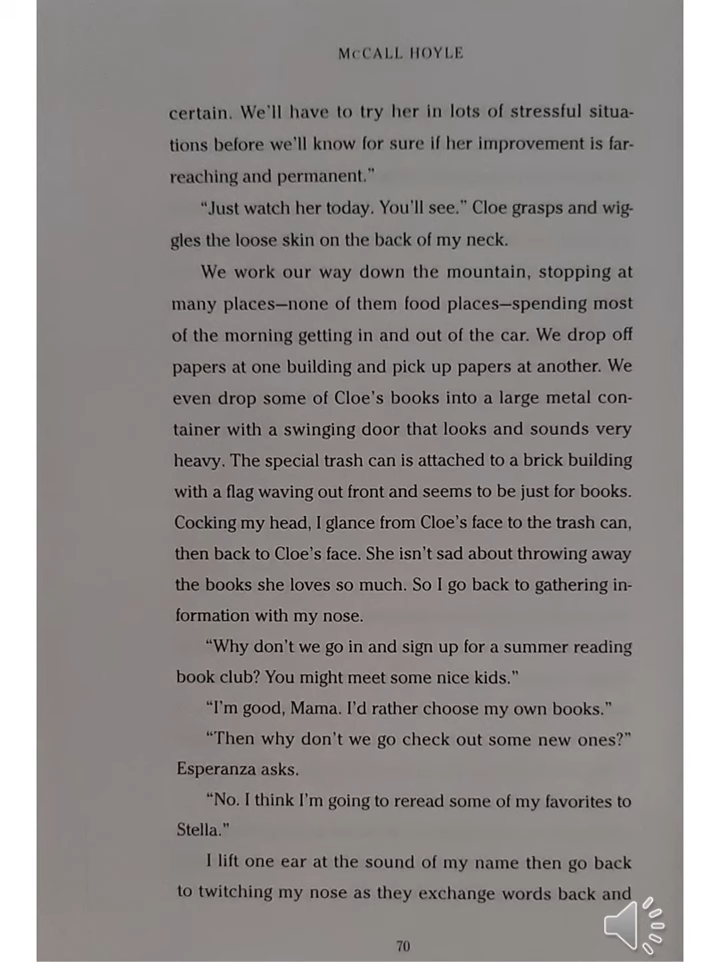 McCALL HOYLE
certain. We'll have to try her in lots of stressful situa-
tions before we'll know for sure if her improvement is far-
reaching and permanent.”
“Just watch her today. You'll see.” Cloe grasps and wig-
gles the loose skin on the back of my neck.
We work our way down the mountain, stopping at
many places—none of them food places—spending most
of the morning getting in and out of the car. We drop off
papers at one building and pick up papers at another. We
even drop some of Cloe's books into a large metal con-
tainer with a swinging door that looks and sounds very
heavy. The special trash can is attached to a brick building
with a flag waving out front and seems to be just for books.
Cocking my head, I glance from Cloe's face to the trash can,
then back to Cloe's face. She isn't sad about throwing away
the books she loves so much. So I go back to gathering in-
formation with my nose.
“Why don't we go in and sign up for a summer reading
book club? You might meet some nice kids.”
“I'm good, Mama. I'd rather choose my own books.”
“Then why don't we go check out some new ones?”
Esperanza asks.
“No. I think I'm going to reread some of my favorites to
Stella.”
I lift one ear at the sound of my name then go back
to twitching my nose as they exchange words back and
70